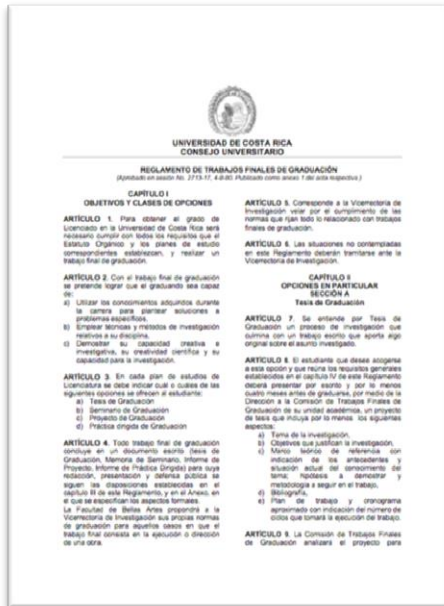 UNIVERSIDAD DE COSTA RICA
CONSEJO UNIVERSITARIO
REGLAMENTO DE TRABAJOS FINALES DE GRADUACIÓN
(Aprobado en sesión No. 2713-17, 4-8-80. Publicado como anexo 1 del acta respectiva.)
CAPÍTULO I
OBJETIVOS Y CLASES DE OPCIONES
ARTÍCULO 1. Para obtener el grado de
Licenciado en la Universidad de Costa Rica será
necesario cumplir con todos los requisitos que el
Estatuto Orgánico y los planes de estudio
correspondientes establezcan, y realizar un
trabajo final de graduación.
ARTÍCULO 2. Con el trabajo final de graduación
se pretende lograr que el graduando sea capaz
de:
a) Utilizar los conocimientos adquiridos durante
la carrera para plantear soluciones a
problemas específicos.
b) Emplear técnicas y métodos de investigación
relativos a su disciplina.
c) Demostrar su capacidad creativa e
investigativa, su creatividad científica y su
capacidad para la investigación.
ARTÍCULO 3. En cada plan de estudios de
Licenciatura se debe indicar cuál o cuáles de las
siguientes opciones se ofrecen al estudiante:
a) Tesis de Graduación
b) Seminario de Graduación
c) Proyecto de Graduación
d) Práctica dirigida de Graduación
ARTÍCULO 4. Todo trabajo final de graduación
concluye en un documento escrito (tesis de
Graduación, Memoria de Seminario, Informe de
Proyecto, Informe de Práctica Dirigida) para cuya
redacción, presentación y defensa pública se
siguen las disposiciones establecidas en el
capítulo III de este Reglamento, y en el Anexo, en
el que se especifican los aspectos formales.
La Facultad de Bellas Artes propondrá a la
Vicerrectoría de Investigación sus propias normas
de graduación para aquellos casos en que el
trabajo final consista en la ejecución o dirección
de una obra.
ARTÍCULO 5. Corresponde a la Vicerrectoría de
Investigación velar por el cumplimiento de las
normas que rijan todo lo relacionado con trabajos
finales de graduación.
ARTÍCULO 6. Las situaciones no contempladas
en este Reglamento deberán tramitarse ante la
Vicerrectoría de Investigación.
CAPÍTULO II
OPCIONES EN PARTICULAR
SECCIÓN A
Tesis de Graduación
ARTÍCULO 7. Se entiende por Tesis de
Graduación un proceso de investigación que
culmina con un trabajo escrito que aporta algo
original sobre el asunto investigado.
ARTÍCULO 8. El estudiante que desee acogerse
a esta opción y que reúna los requisitos generales
establecidos en el capítulo IV de este Reglamento
deberá presentar por escrito y por lo menos
cuatro meses antes de graduarse, por medio de la
Dirección a la Comisión de Trabajos Finales de
Graduación de su unidad académica, un proyecto
de tesis que incluya por lo menos los siguientes
aspectos:
a) Tema de la investigación,
b) Objetivos que justifican la investigación,
c) Marco teórico de referencia con
indicación de los antecedentes y
situación actual del conocimiento del
tema; hipótesis a demostrar y
metodología a seguir en el trabajo,
d) Bibliografía,
e) Plan de trabajo y cronograma
aproximado con indicación del número de
ciclos que tomará la ejecución del trabajo.
ARTÍCULO 9. La Comisión de Trabajos Finales
de Graduación analizará el proyecto para